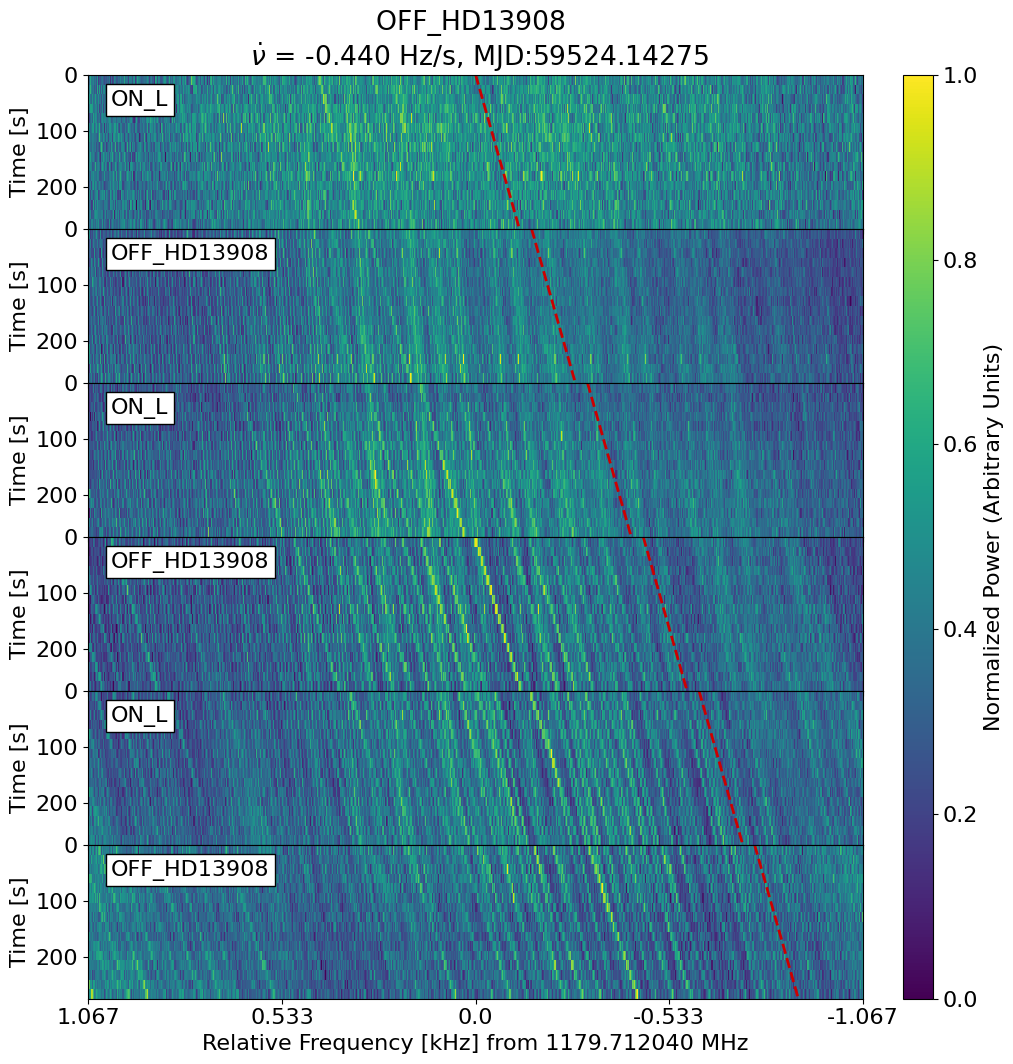 OFF_HD13908
ν̇ = -0.440 Hz/s, MJD:59524.14275
0
ON_L
100
Time [s]
200
0
OFF_HD13908
100
Time [s]
200
0
ON_L
100
Time [s]
200
0
OFF_HD13908
100
Time [s]
200
0
ON_L
100
Time [s]
200
0
OFF_HD13908
100
Time [s]
200
1.067 0.533 0.0 -0.533 -1.067
Relative Frequency [kHz] from 1179.712040 MHz
1.0
0.8
0.6
0.4
0.2
0.0
Normalized Power (Arbitrary Units)